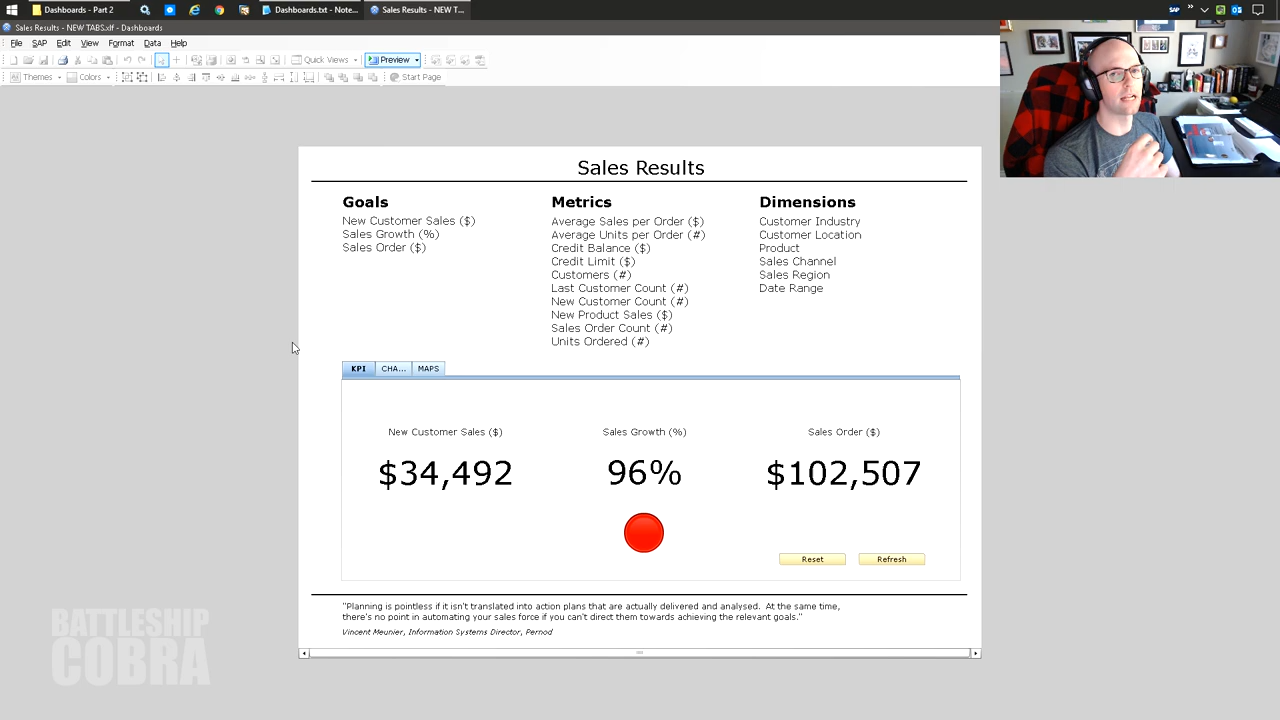 Dashboards - Part 2
Dashboards.txt - Note...
Sales Results - NEW T...
SAP
Sales Results - NEW TABS.xlf - Dashboards
File SAP Edit View Format Data Help
Quick Views Preview
Themes Colors Start Page
Sales Results
Goals
New Customer Sales ($)
Sales Growth (%)
Sales Order ($)
Metrics
Average Sales per Order ($)
Average Units per Order (#)
Credit Balance ($)
Credit Limit ($)
Customers (#)
Last Customer Count (#)
New Customer Count (#)
New Product Sales ($)
Sales Order Count (#)
Units Ordered (#)
Dimensions
Customer Industry
Customer Location
Product
Sales Channel
Sales Region
Date Range
KPI CHA... MAPS
New Customer Sales ($) Sales Growth (%) Sales Order ($)
$34,492 96% $102,507
Reset Refresh
"Planning is pointless if it isn't translated into action plans that are actually delivered and analysed. At the same time,
there's no point in automating your sales force if you can't direct them towards achieving the relevant goals."
Vincent Meunier, Information Systems Director, Pernod
BATTLESHIP
COBRA